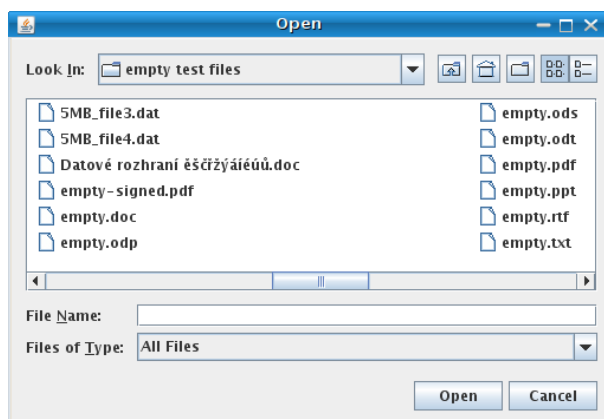 Open
Look In: empty test files
5MB_file3.dat
5MB_file4.dat
Datové rozhraní ěščřžýáíéúů.doc
empty-signed.pdf
empty.doc
empty.odp
empty.ods
empty.odt
empty.pdf
empty.ppt
empty.rtf
empty.txt
File Name:
Files of Type: All Files
Open Cancel